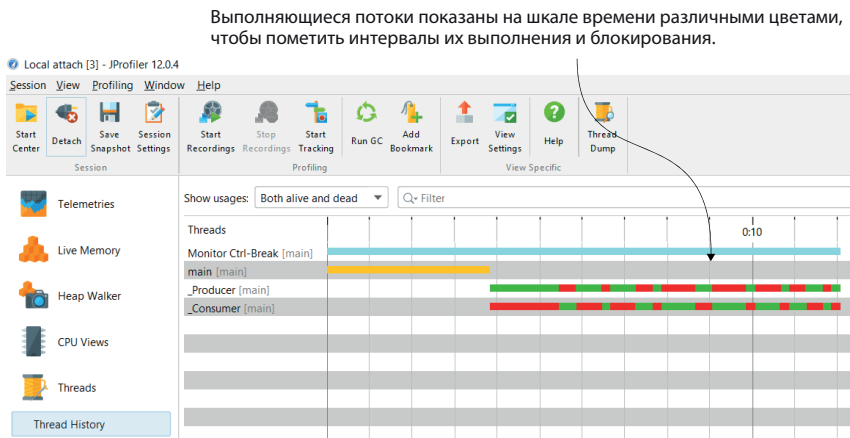 Выполняющиеся потоки показаны на шкале времени различными цветами,
чтобы пометить интервалы их выполнения и блокирования.
Local attach [3] - JProfiler 12.0.4
Session View Profiling Window Help
Start Center
Detach
Save Snapshot
Session Settings
Start Recordings
Stop Recordings
Start Tracking
Run GC
Add Bookmark
Export
View Settings
Help
Thread Dump
Session
Profiling
View Specific
Telemetries
Live Memory
Heap Walker
CPU Views
Threads
Thread History
Show usages: Both alive and dead
Filter
Threads
0:10
Monitor Ctrl-Break [main]
main [main]
_Producer [main]
_Consumer [main]